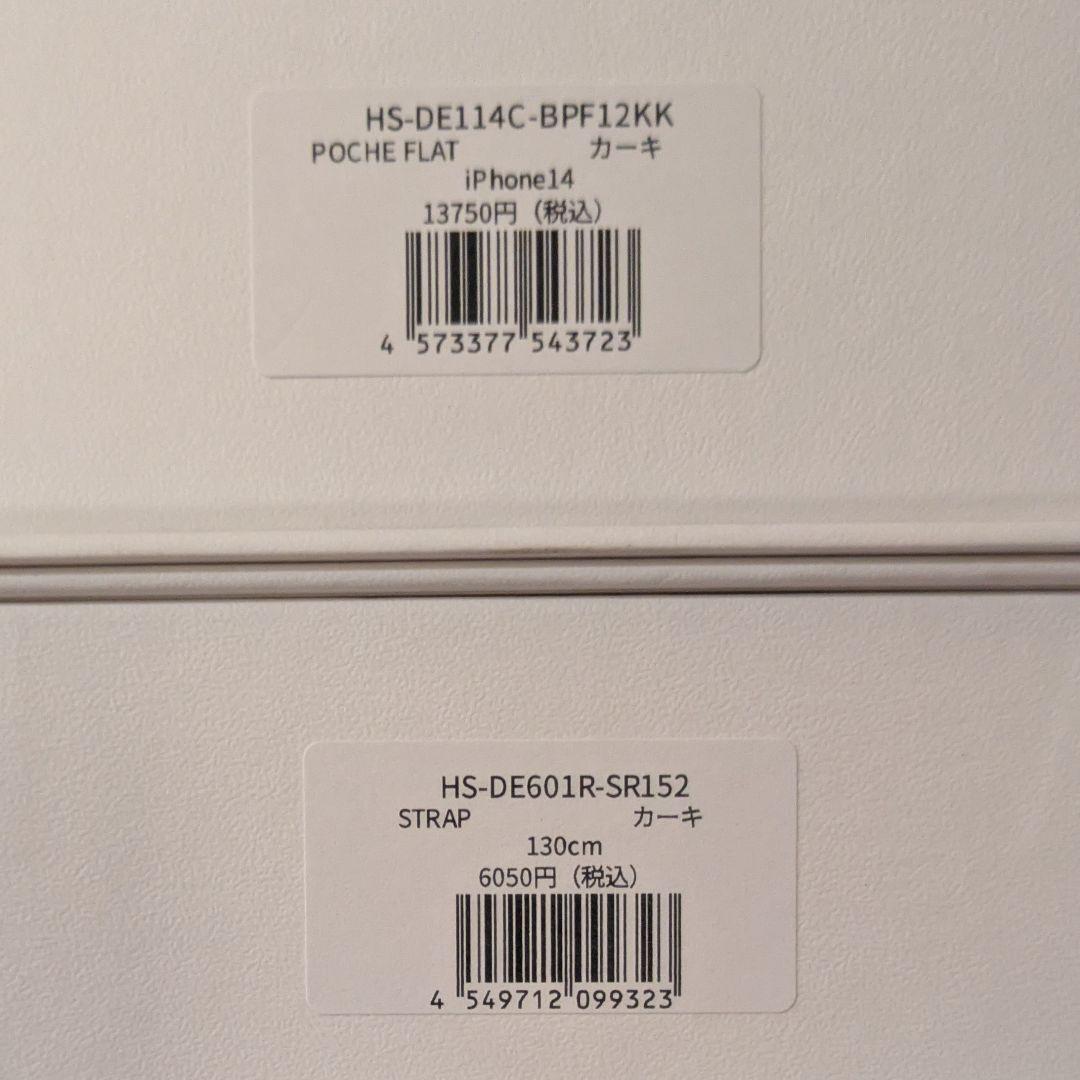 HS-DE114C-BPF12KK
POCHE FLAT カーキ
iPhone14
13750円（税込）
4 573377 543723
HS-DE601R-SR152
STRAP カーキ
130cm
6050円（税込）
4 549712 099323